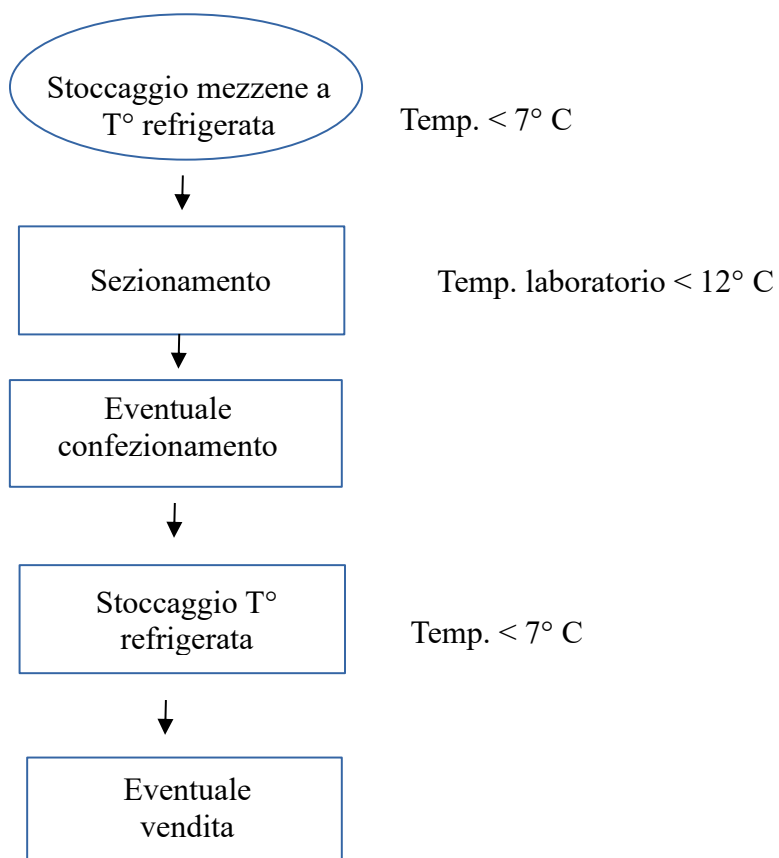 Stoccaggio mezzene a
T° refrigerata
Temp. < 7° C
Sezionamento
Temp. laboratorio < 12° C
Eventuale
confezionamento
Stoccaggio T°
refrigerata
Temp. < 7° C
Eventuale
vendita